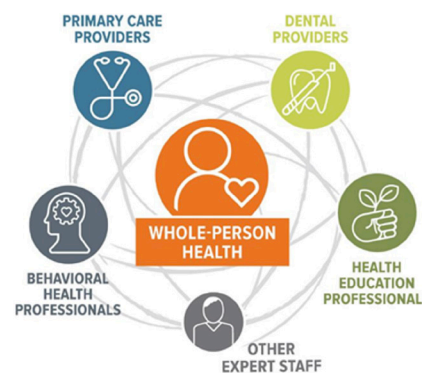 PRIMARY CARE
PROVIDERS
DENTAL
PROVIDERS
WHOLE-PERSON
HEALTH
BEHAVIORAL
HEALTH
PROFESSIONALS
HEALTH
EDUCATION
PROFESSIONAL
OTHER
EXPERT STAFF